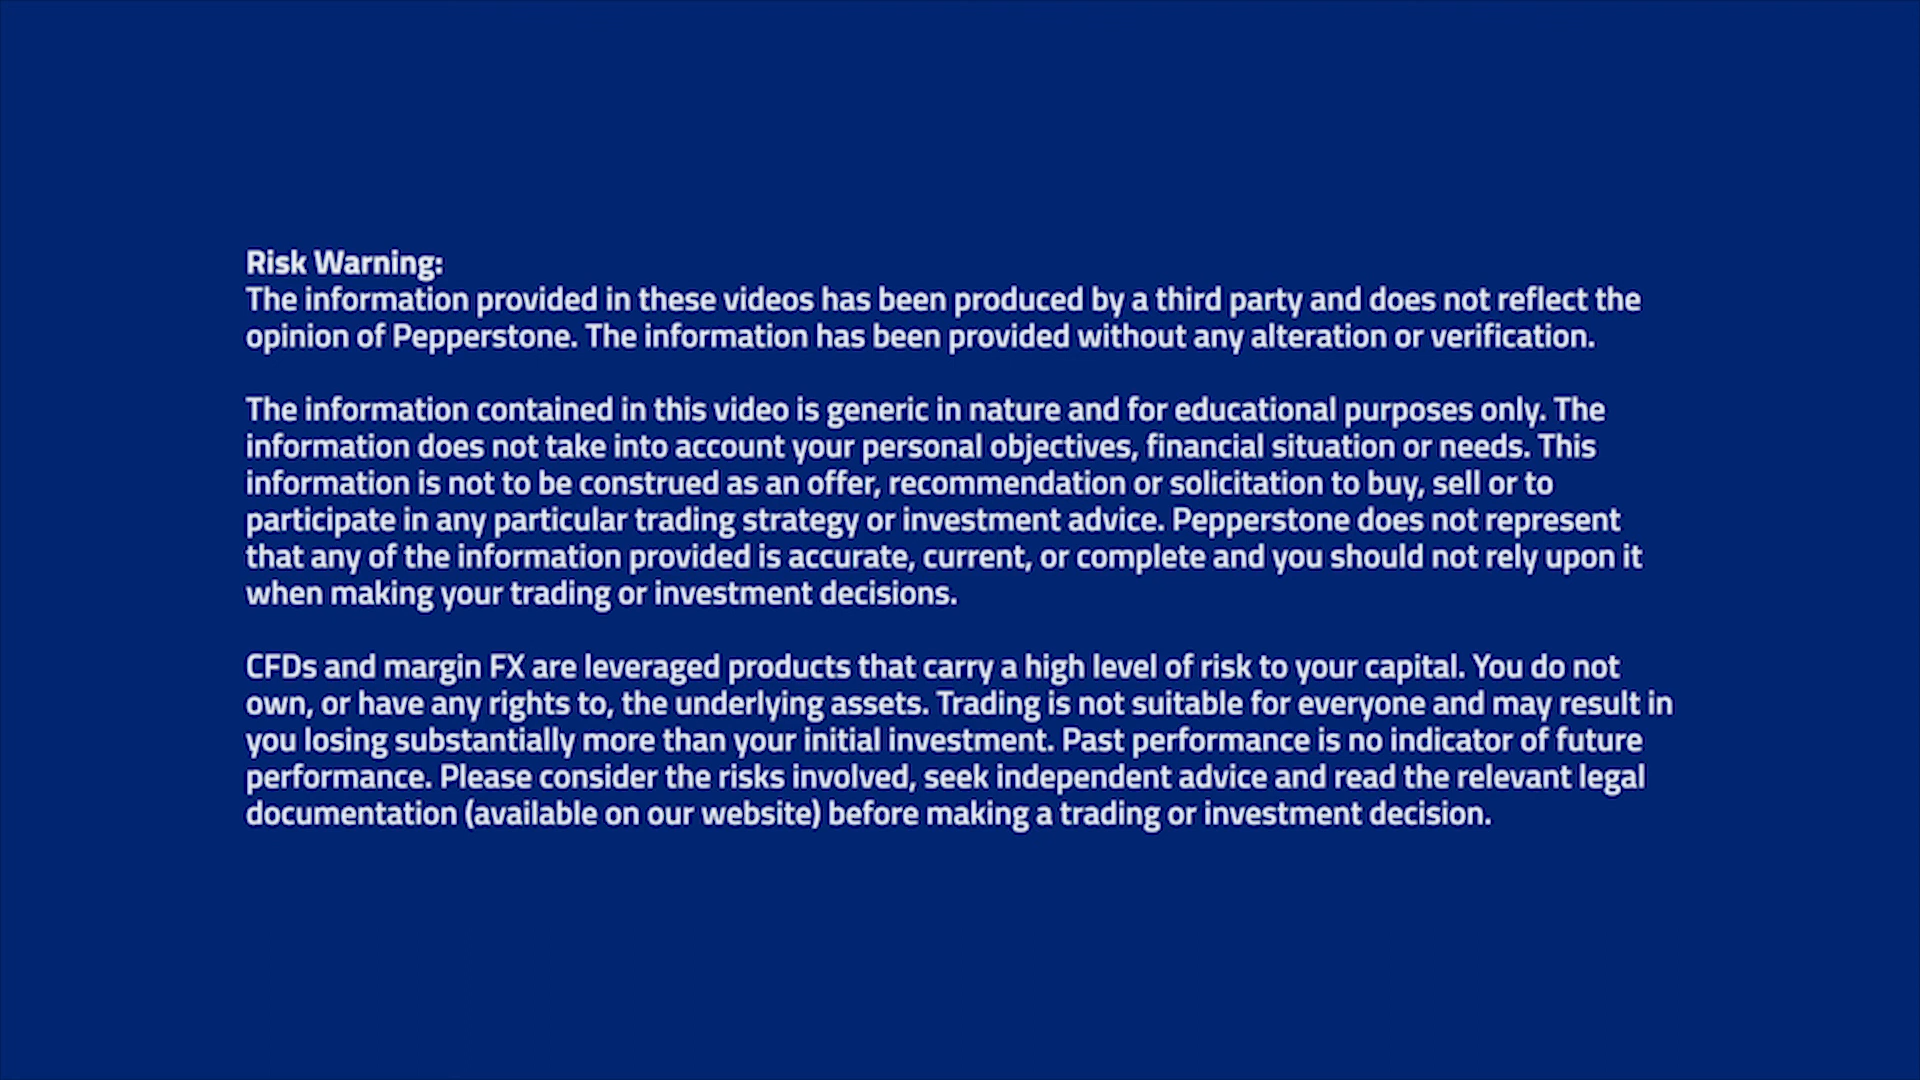 Risk Warning:
The information provided in these videos has been produced by a third party and does not reflect the
opinion of Pepperstone. The information has been provided without any alteration or verification.
The information contained in this video is generic in nature and for educational purposes only. The
information does not take into account your personal objectives, financial situation or needs. This
information is not to be construed as an offer, recommendation or solicitation to buy, sell or to
participate in any particular trading strategy or investment advice. Pepperstone does not represent
that any of the information provided is accurate, current, or complete and you should not rely upon it
when making your trading or investment decisions.
CFDs and margin FX are leveraged products that carry a high level of risk to your capital. You do not
own, or have any rights to, the underlying assets. Trading is not suitable for everyone and may result in
you losing substantially more than your initial investment. Past performance is no indicator of future
performance. Please consider the risks involved, seek independent advice and read the relevant legal
documentation (available on our website) before making a trading or investment decision.